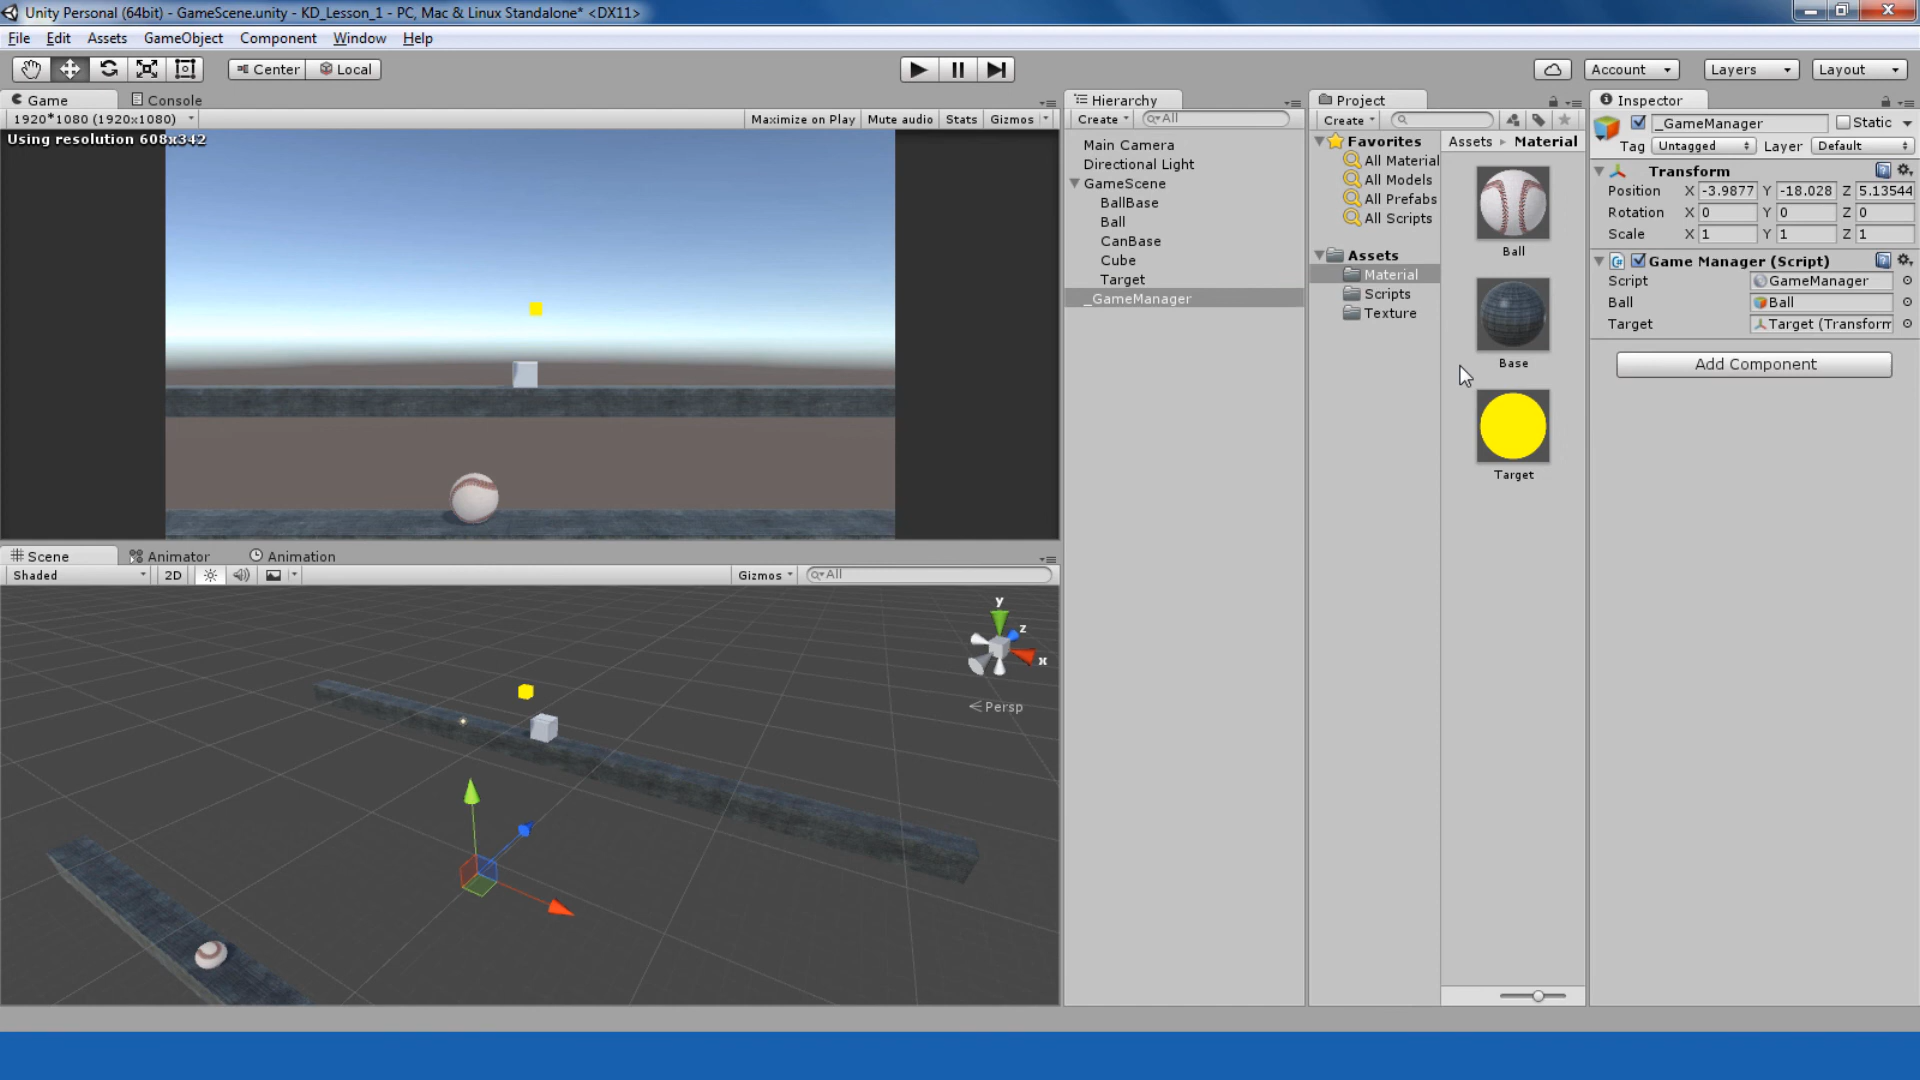 Unity Personal (64bit) - GameScene.unity - KD_Lesson_1 - PC, Mac & Linux Standalone* <DX11>
File Edit Assets GameObject Component Window Help
Center Local
Account Layers Layout
Game Console
1920*1080 (1920x1080) Maximize on Play Mute audio Stats Gizmos
Using resolution 608x342
Scene Animator Animation
Shaded 2D Gizmos All
y
z
x
Persp
Hierarchy
Create All
Main Camera
Directional Light
GameScene
BallBase
Ball
CanBase
Cube
Target
_GameManager
Project
Create
Favorites
All Material
All Models
All Prefabs
All Scripts
Assets
Material
Scripts
Texture
Assets Material
Ball
Base
Target
Inspector
_GameManager Static
Tag Untagged Layer Default
Transform
Position X -3.9877 Y -18.028 Z 5.13544
Rotation X 0 Y 0 Z 0
Scale X 1 Y 1 Z 1
Game Manager (Script)
Script GameManager
Ball Ball
Target Target (Transform
Add Component